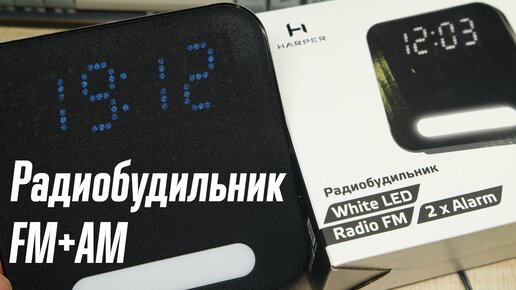 19:12
Радиобудильник
FM+AM
H
HARPER
12:03
Радиобудильник
White LED
Radio FM
2 x Alarm